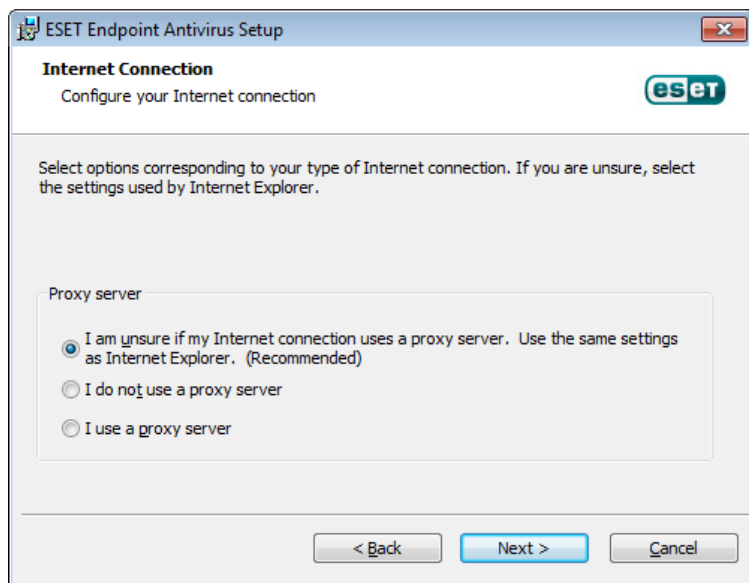 ESET Endpoint Antivirus Setup
Internet Connection
Configure your Internet connection
eseT
Select options corresponding to your type of Internet connection. If you are unsure, select
the settings used by Internet Explorer.
Proxy server
I am unsure if my Internet connection uses a proxy server.  Use the same settings
as Internet Explorer.  (Recommended)
I do not use a proxy server
I use a proxy server
< Back
Next >
Cancel